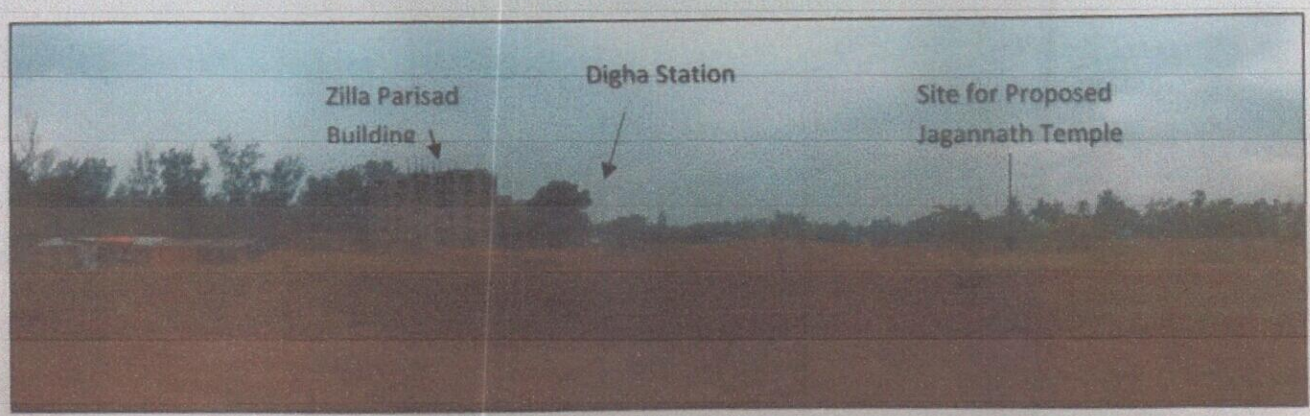 Zilla Parisad
Building
Digha Station
Site for Proposed
Jagannath Temple